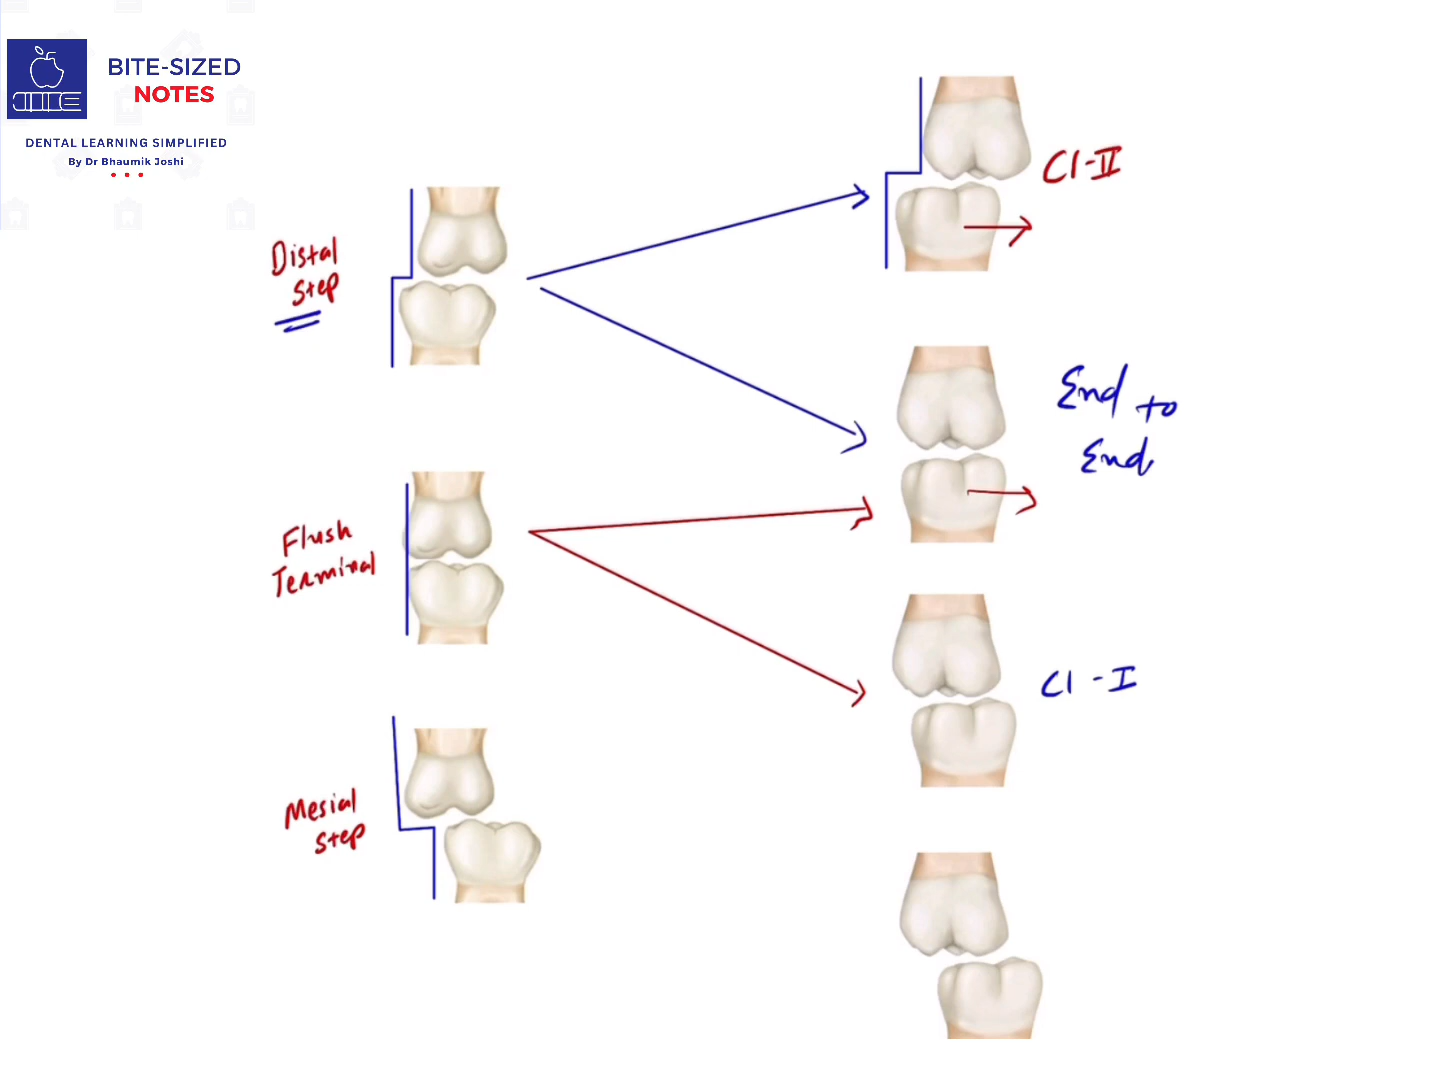 BITE-SIZED
NOTES
DENTAL LEARNING SIMPLIFIED
By Dr Bhaumik Joshi
Distal
Step
Cl-II
End to
End
Flush
Terminal
Cl-I
Mesial
Step